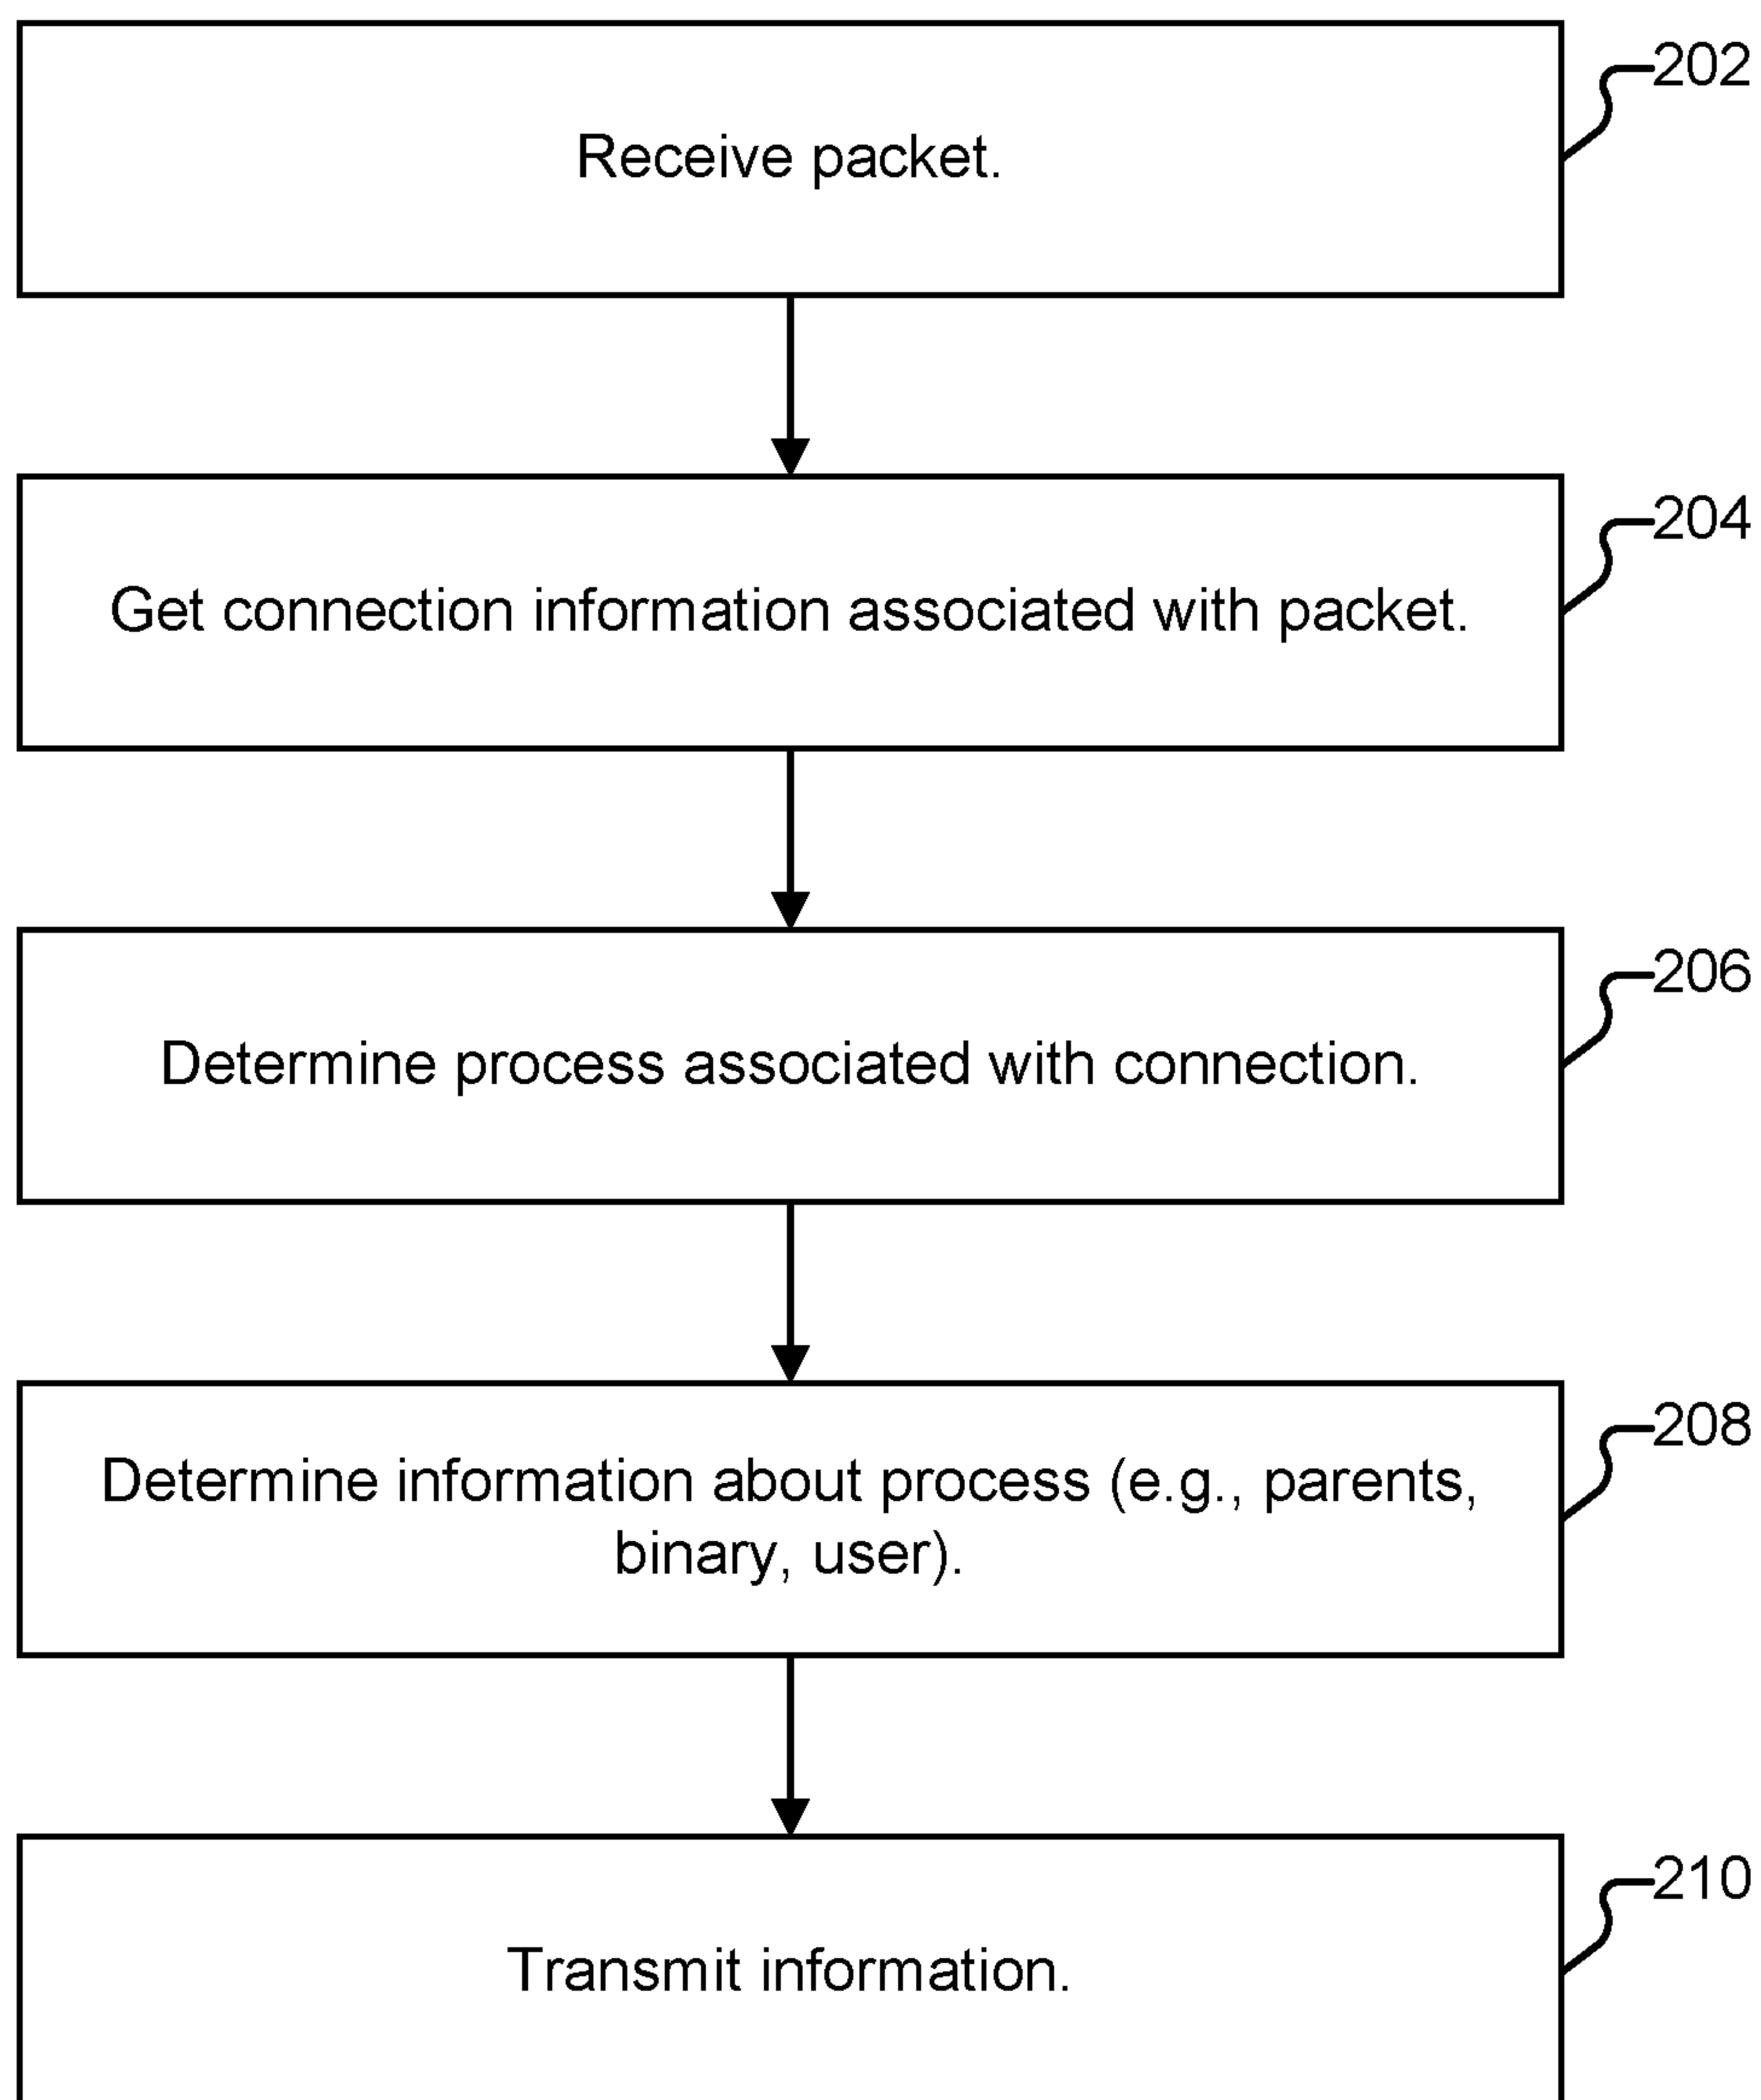 202
Receive packet.
204
Get connection information associated with packet.
206
Determine process associated with connection.
208
Determine information about process (e.g., parents,
binary, user).
210
Transmit information.